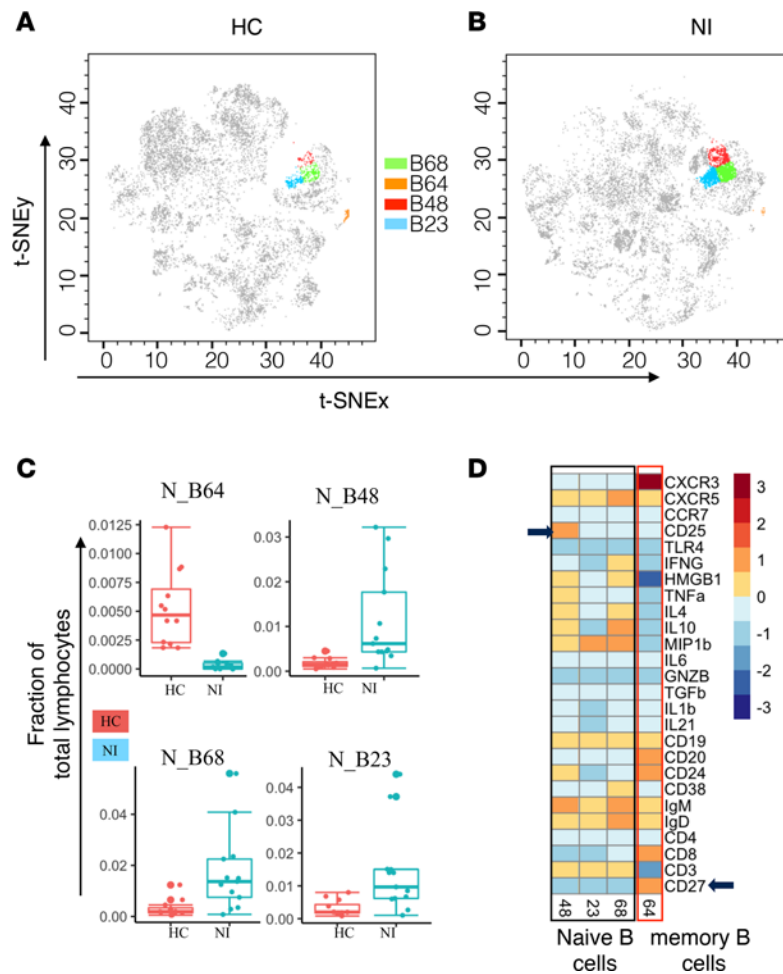 A
HC
B
NI
40
30
20
10
0
0 10 20 30 40
B68
B64
B48
B23
40
30
20
10
0
0 10 20 30 40
t-SNEy
t-SNEx
C
N_B64
N_B48
0.0125
0.0100
0.0075
0.0050
0.0025
0.0000
HC NI
0.03
0.02
0.01
0.00
HC NI
Fraction of
total lymphocytes
HC
NI
N_B68
N_B23
0.04
0.02
0.00
HC NI
0.04
0.03
0.02
0.01
0.00
HC NI
D
CXCR3
CXCR5
CCR7
CD25
TLR4
IFNG
HMGB1
TNFa
IL4
IL10
MIP1b
IL6
GNZB
TGFb
IL1b
IL21
CD19
CD20
CD24
CD38
IgM
IgD
CD4
CD8
CD3
CD27
3
2
1
0
-1
-2
-3
48 23 68 64
Naive B
cells
memory B
cells